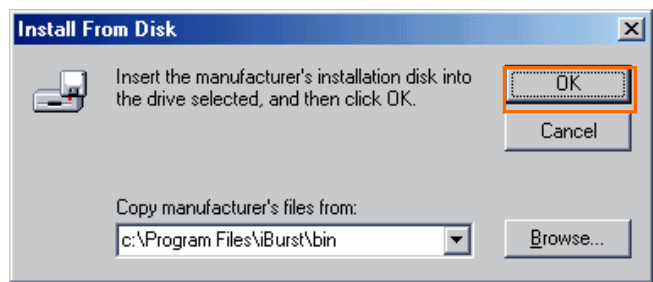 Install From Disk
Insert the manufacturer's installation disk into
the drive selected, and then click OK.
OK
Cancel
Copy manufacturer's files from:
c:\Program Files\iBurst\bin
Browse...